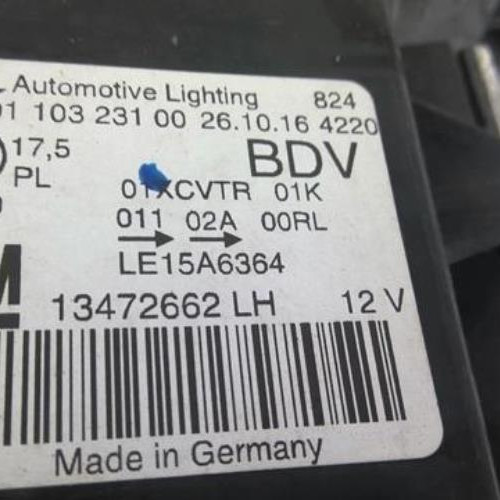 Automotive Lighting 824
1 103 231 00 26.10.16 4220
17,5 BDV
PL
01XCVTR 01K
011 02A 00RL
LE15A6364
13472662 LH 12 V
Made in Germany